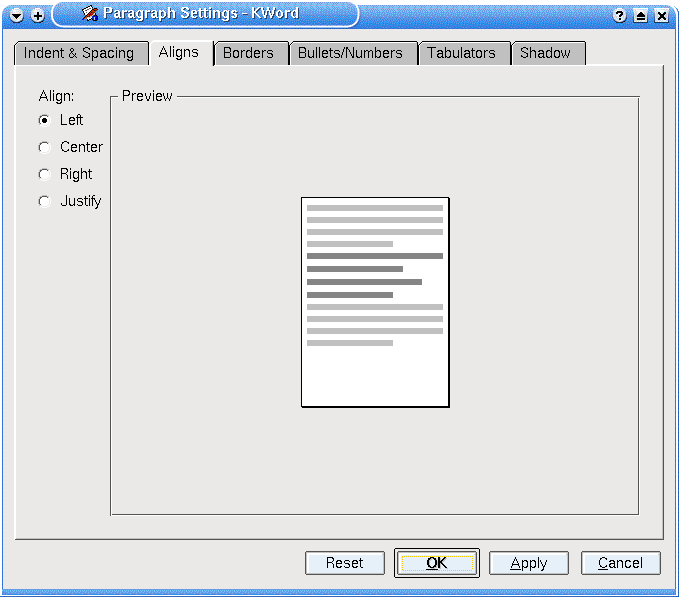 Paragraph Settings - KWord
Indent & Spacing Aligns Borders Bullets/Numbers Tabulators Shadow
Align: Preview
Left
Center
Right
Justify
Reset OK Apply Cancel